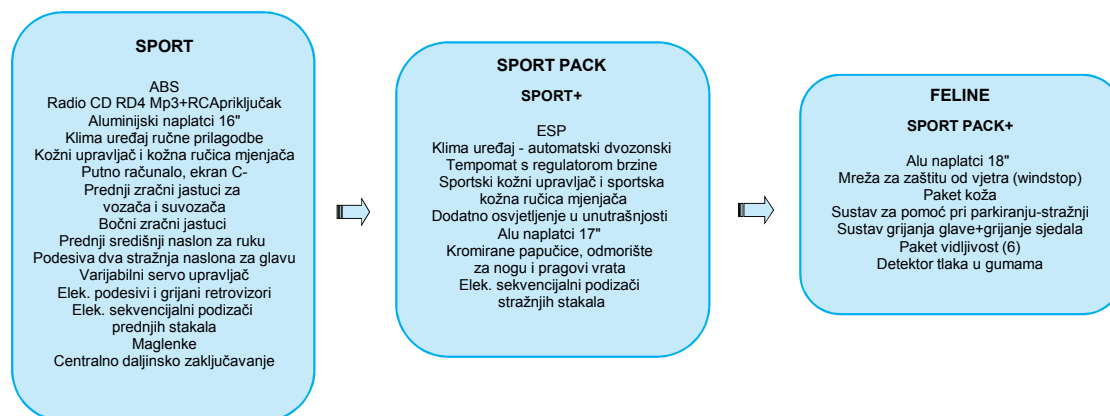 SPORT
ABS
Radio CD RD4 Mp3+RCApriključak
Aluminijski naplatci 16"
Klima uređaj ručne prilagodbe
Kožni upravljač i kožna ručica mjenjača
Putno računalo, ekran C-
Prednji zračni jastuci za
vozača i suvozača
Bočni zračni jastuci
Prednji središnji naslon za ruku
Podesiva dva stražnja naslona za glavu
Varijabilni servo upravljač
Elek. podesivi i grijani retrovizori
Elek. sekvencijalni podizači
prednjih stakala
Maglenke
Centralno daljinsko zaključavanje
SPORT PACK
SPORT+
ESP
Klima uređaj - automatski dvozonski
Tempomat s regulatorom brzine
Sportski kožni upravljač i sportska
kožna ručica mjenjača
Dodatno osvjetljenje u unutrašnjosti
Alu naplatci 17"
Kromirane papučice, odmorište
za nogu i pragovi vrata
Elek. sekvencijalni podizači
stražnjih stakala
FELINE
SPORT PACK+
Alu naplatci 18"
Mreža za zaštitu od vjetra (windstop)
Paket koža
Sustav za pomoć pri parkiranju-stražnji
Sustav grijanja glave+grijanje sjedala
Paket vidljivost (6)
Detektor tlaka u gumama